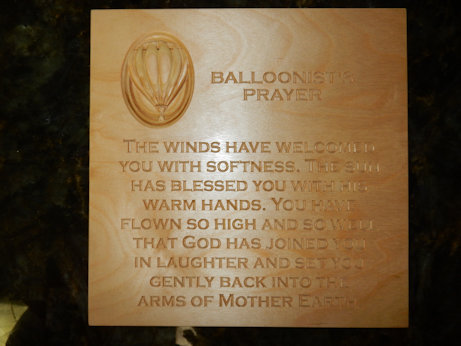 BALLOONIST'S
PRAYER
THE WINDS HAVE WELCOMED
YOU WITH SOFTNESS. THE SUN
HAS BLESSED YOU WITH HIS
WARM HANDS. YOU HAVE
FLOWN SO HIGH AND SO WELL
THAT GOD HAS JOINED YOU
IN LAUGHTER AND SET YOU
GENTLY BACK INTO THE
ARMS OF MOTHER EARTH